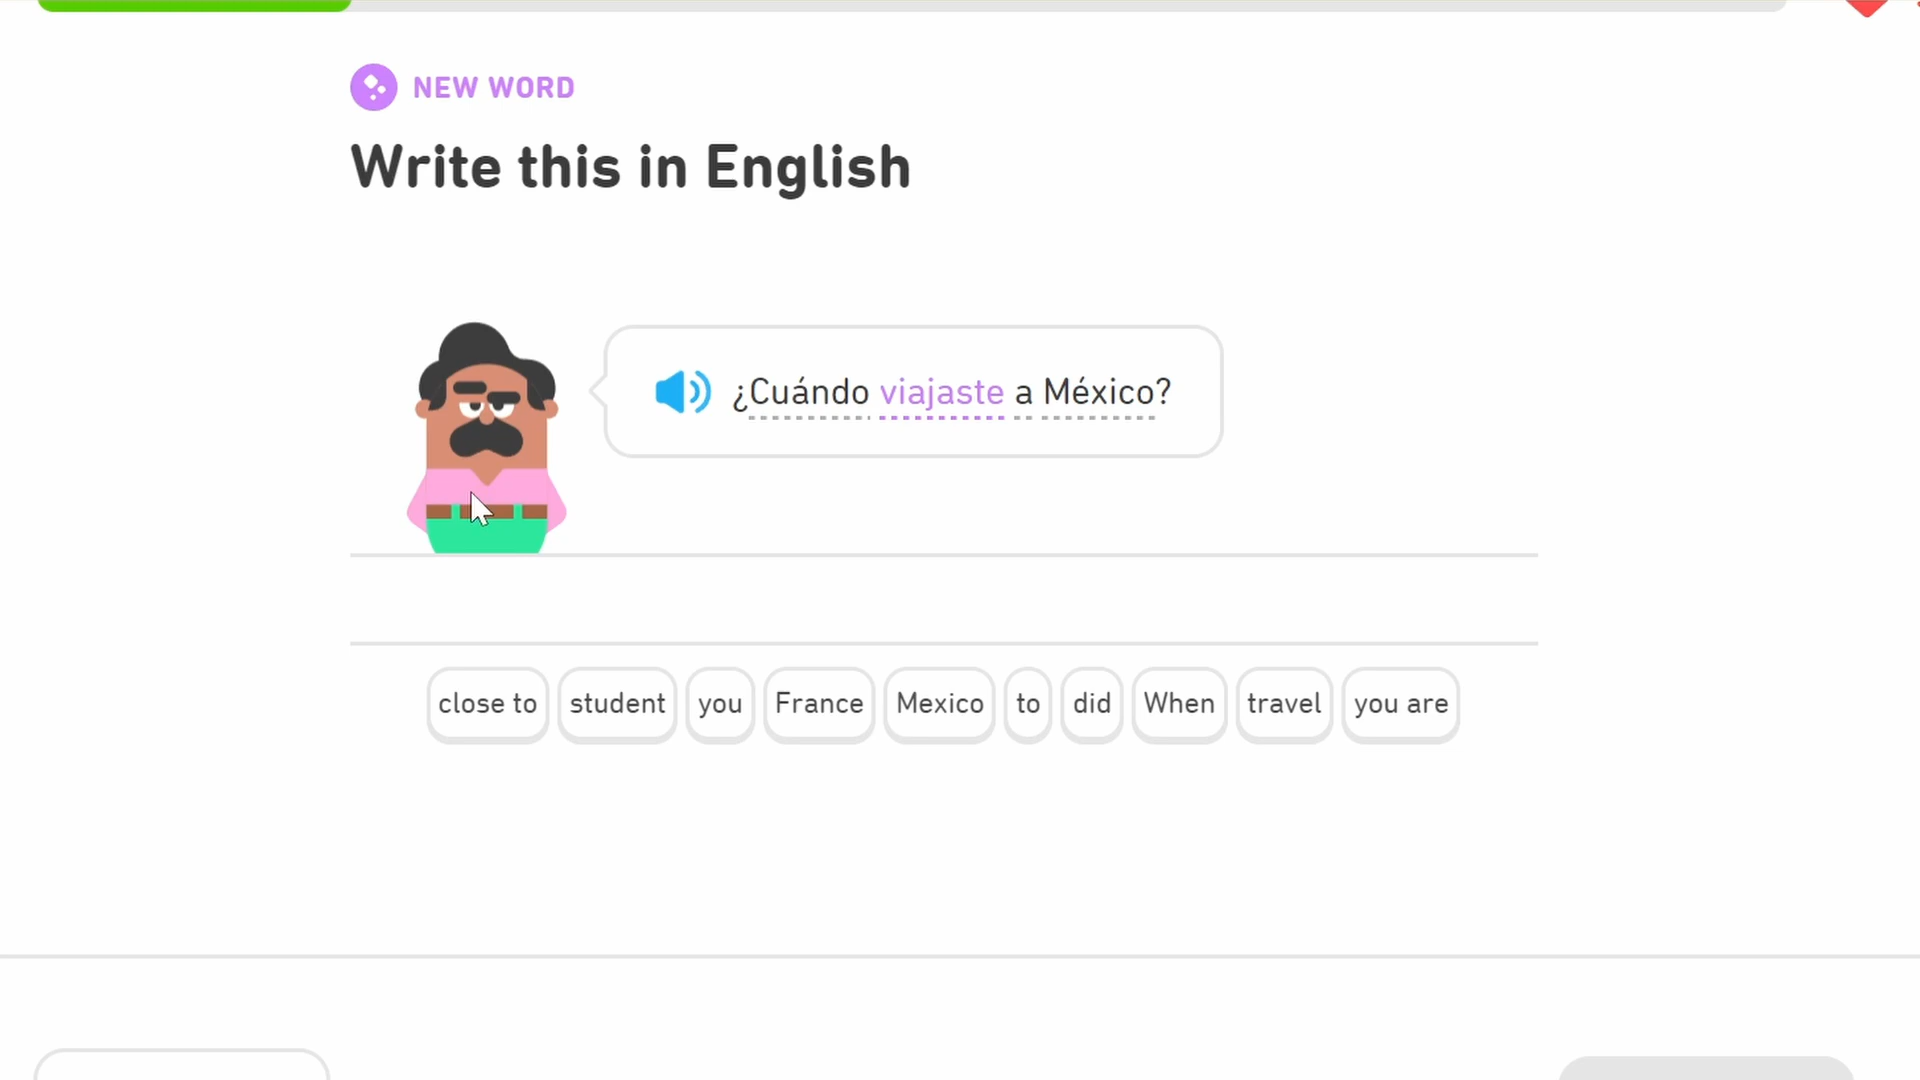 NEW WORD
Write this in English
¿Cuándo viajaste a México?
close to student you France Mexico to did When travel you are